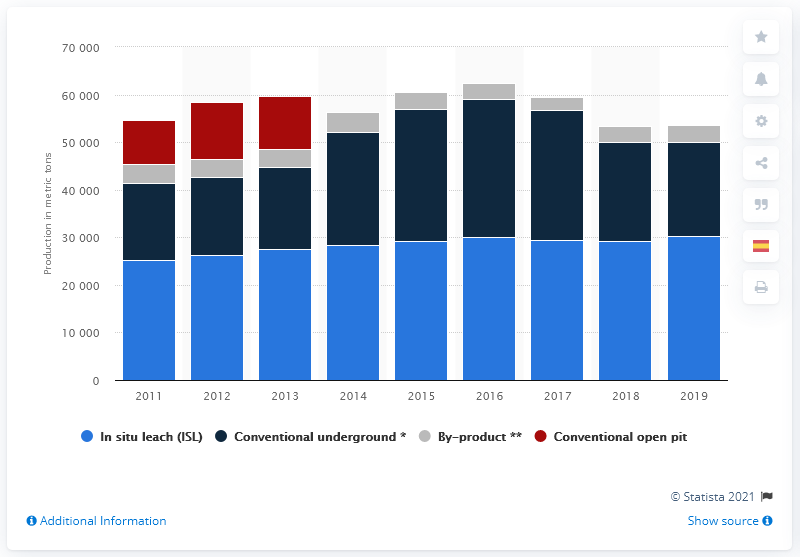 70 000
60 000
50 000
40 000
30 000
20 000
10 000
0
Production in metric tons
2011 2012 2013 2014 2015 2016 2017 2018 2019
In situ leach (ISL) Conventional underground * By-product ** Conventional open pit
© Statista 2021
Additional Information Show source